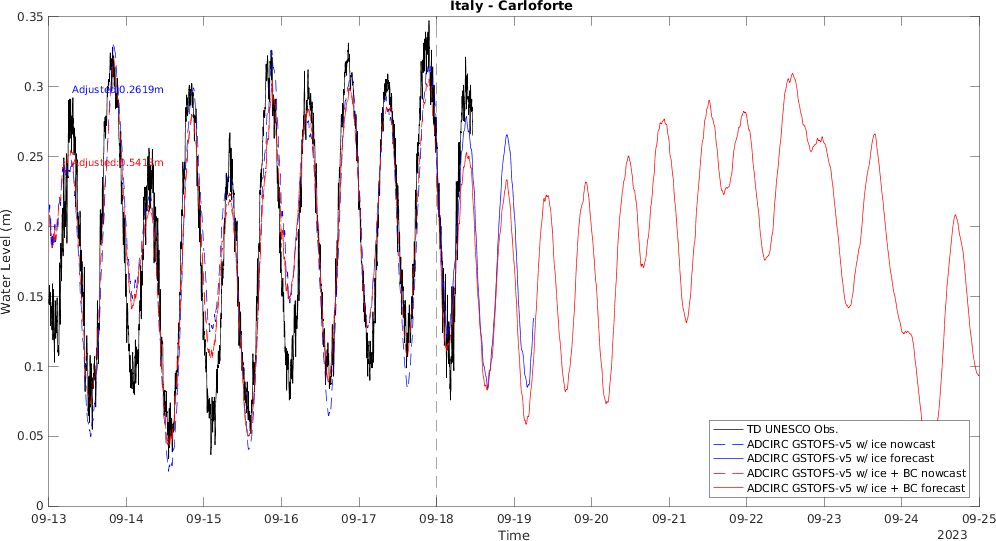 Italy - Carloforte
0.35
0.3
0.25
0.2
0.15
0.1
0.05
0
Water Level (m)
Adjusted:0.2619m
Adjusted:0.541 m
TD UNESCO Obs.
ADCIRC GSTOFS-v5 w/ ice nowcast
ADCIRC GSTOFS-v5 w/ ice forecast
ADCIRC GSTOFS-v5 w/ ice + BC nowcast
ADCIRC GSTOFS-v5 w/ ice + BC forecast
09-13 09-14 09-15 09-16 09-17 09-18 09-19 09-20 09-21 09-22 09-23 09-24 09-25
Time
2023